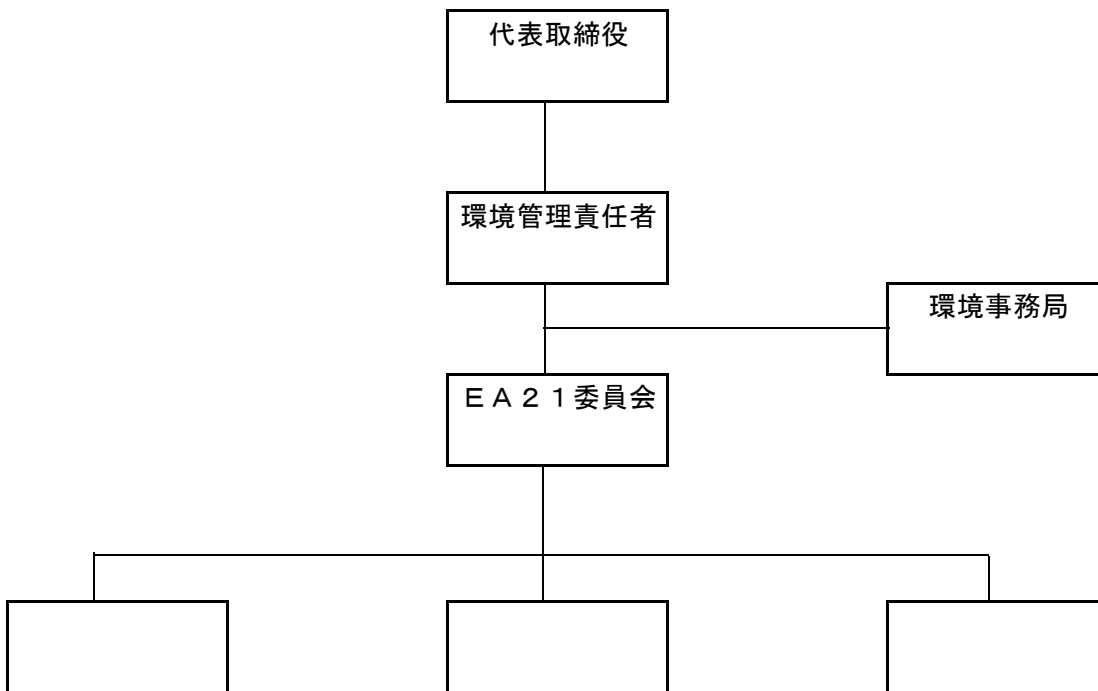 代表取締役
環境管理責任者
環境事務局
ＥＡ２１委員会